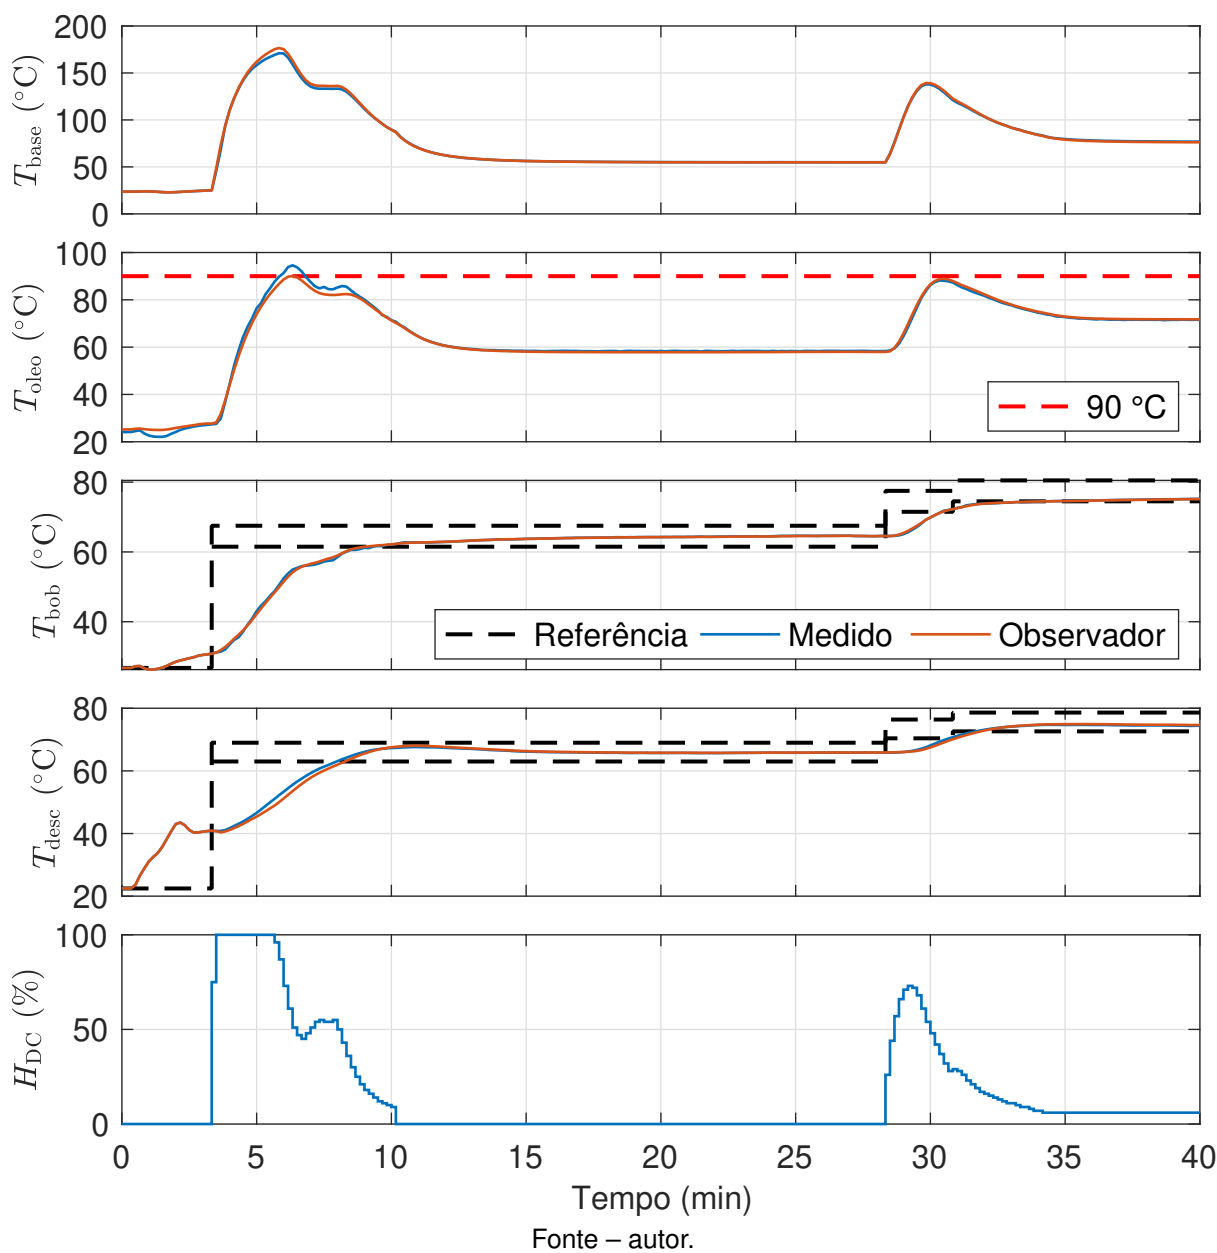 200
150
100
50
0
T_base (°C)
100
80
60
40
20
T_oleo (°C)
90 °C
80
60
40
T_bob (°C)
Referência Medido Observador
80
60
40
20
T_desc (°C)
100
50
0
H_DC (%)
0 5 10 15 20 25 30 35 40
Tempo (min)
Fonte – autor.